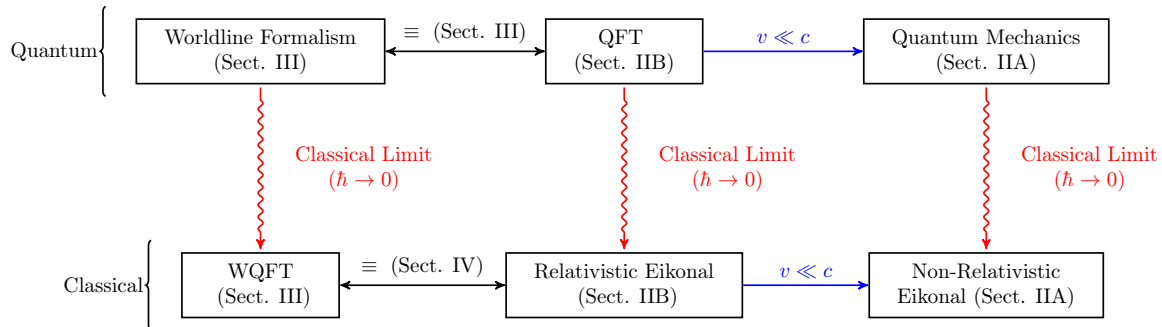 Quantum
Worldline Formalism
(Sect. III)
≡ (Sect. III)
QFT
(Sect. IIB)
v ≪ c
Quantum Mechanics
(Sect. IIA)
Classical Limit
(ℏ → 0)
Classical Limit
(ℏ → 0)
Classical Limit
(ℏ → 0)
Classical
WQFT
(Sect. III)
≡ (Sect. IV)
Relativistic Eikonal
(Sect. IIB)
v ≪ c
Non-Relativistic
Eikonal (Sect. IIA)